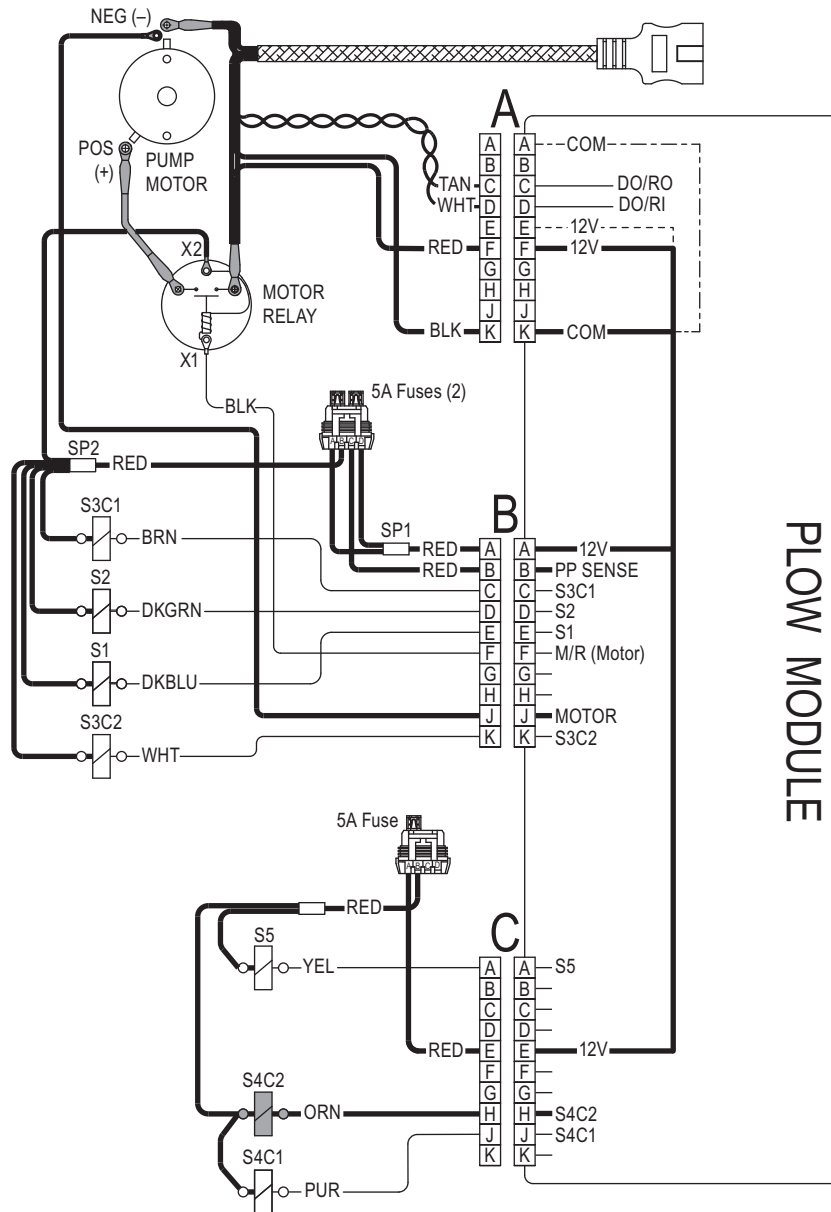 NEG (–)
POS
(+)
PUMP
MOTOR
A
A
B
C
D
E
F
G
H
J
K
A
B
C
D
E
F
G
H
J
K
COM
TAN
WHT
DO/RO
DO/RI
12V
RED
12V
BLK
COM
X2
MOTOR
RELAY
X1
BLK
5A Fuses (2)
A B C D
SP2
RED
B
SP1
RED
RED
A
B
C
D
E
F
G
H
J
K
A
B
C
D
E
F
G
H
J
K
12V
PP SENSE
S3C1
S2
S1
M/R (Motor)
MOTOR
S3C2
S3C1
BRN
S2
DKGRN
S1
DKBLU
S3C2
WHT
PLOW MODULE
5A Fuse
A B C D
RED
C
S5
YEL
A
B
C
D
E
F
G
H
J
K
A
B
C
D
E
F
G
H
J
K
S5
RED
12V
S4C2
ORN
S4C2
S4C1
S4C1
PUR